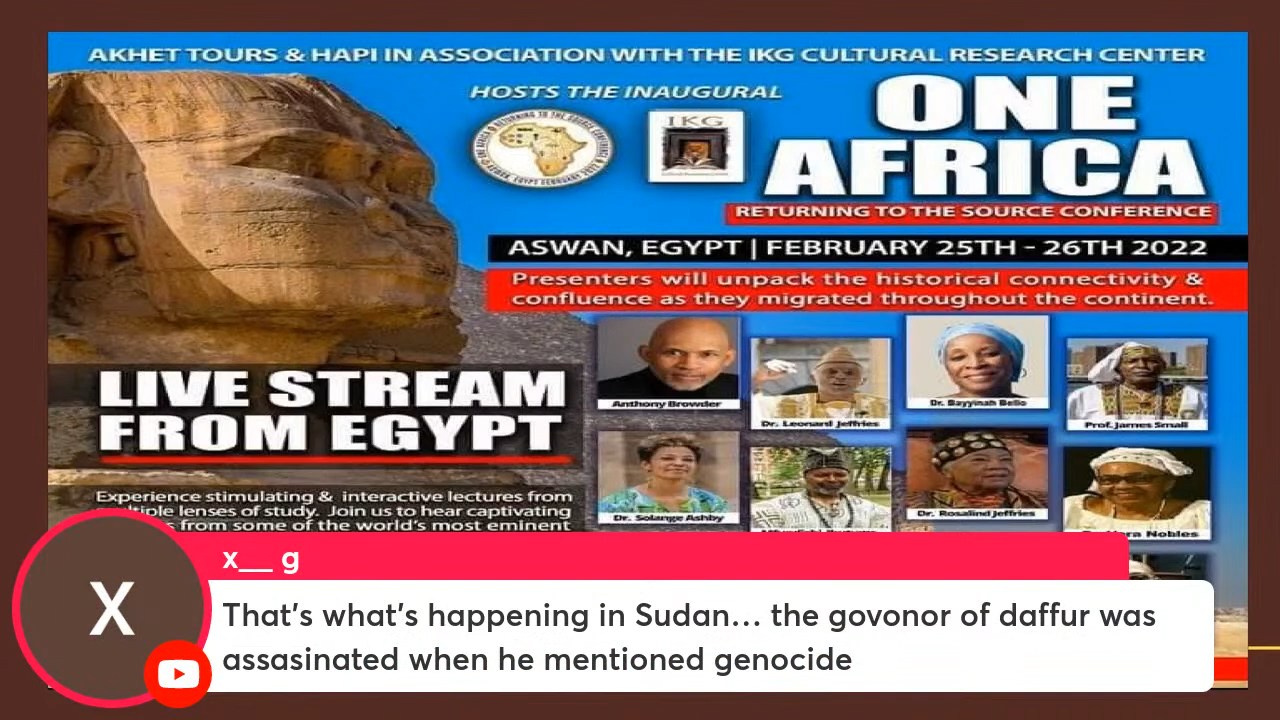 AKHET TOURS & HAPI IN ASSOCIATION WITH THE IKG CULTURAL RESEARCH CENTER
HOSTS THE INAUGURAL
ONE
AFRICA
IKG
RETURNING TO THE SOURCE CONFERENCE
ASWAN, EGYPT | FEBRUARY 25TH - 26TH 2022
Presenters will unpack the historical connectivity &
confluence as they migrated throughout the continent.
LIVE STREAM
FROM EGYPT
Anthony Browder
Dr. Leonard Jeffries
Dr. Bayyinah Bello
Prof. James Small
Experience stimulating & interactive lectures from
lenses of study. Join us to hear captivating
from some of the world's most eminent
Dr. Solange Ashby
Dr. Rosalind Jeffries
Nobles
x__ g
X
That's what's happening in Sudan... the govonor of daffur was
assasinated when he mentioned genocide